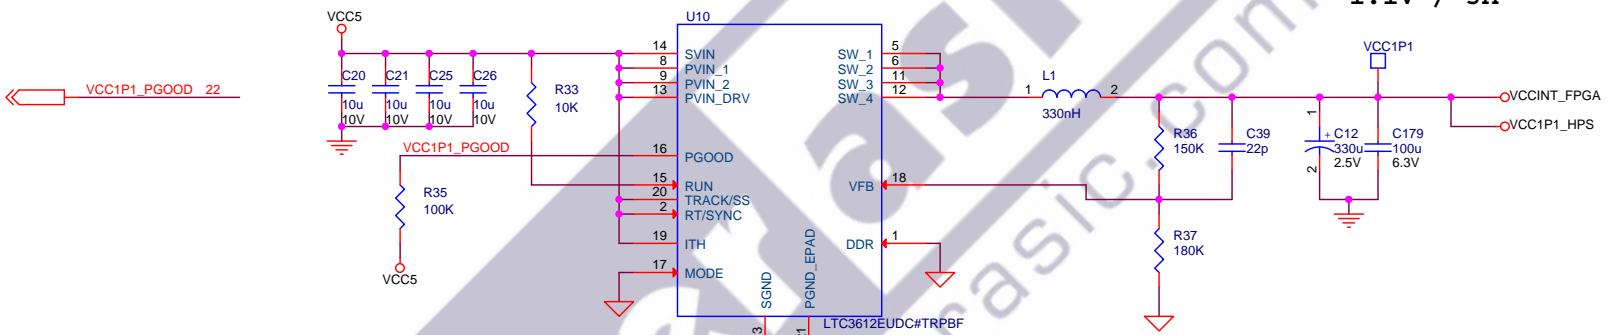 1.1V / 3A
VCC5
U10
VCC1P1
C20
C21
C25
C26
10u
10u
10u
10u
10V
10V
10V
10V
R33
10K
VCC1P1_PGOOD 22
VCC1P1_PGOOD
R35
100K
VCC5
14
8
9
13
16
15
20
2
19
17
SVIN
PVIN_1
PVIN_2
PVIN_DRV
PGOOD
RUN
TRACK/SS
RT/SYNC
ITH
MODE
SGND
PGND_EPAD
3
SW_1
SW_2
SW_3
SW_4
VFB
DDR
5
6
11
12
18
1
LTC3612EUDC#TRPBF
1
L1
2
330nH
R36
150K
C39
22p
R37
180K
1
C12
+
330u
2.5V
2
C179
100u
6.3V
VCCINT_FPGA
VCC1P1_HPS